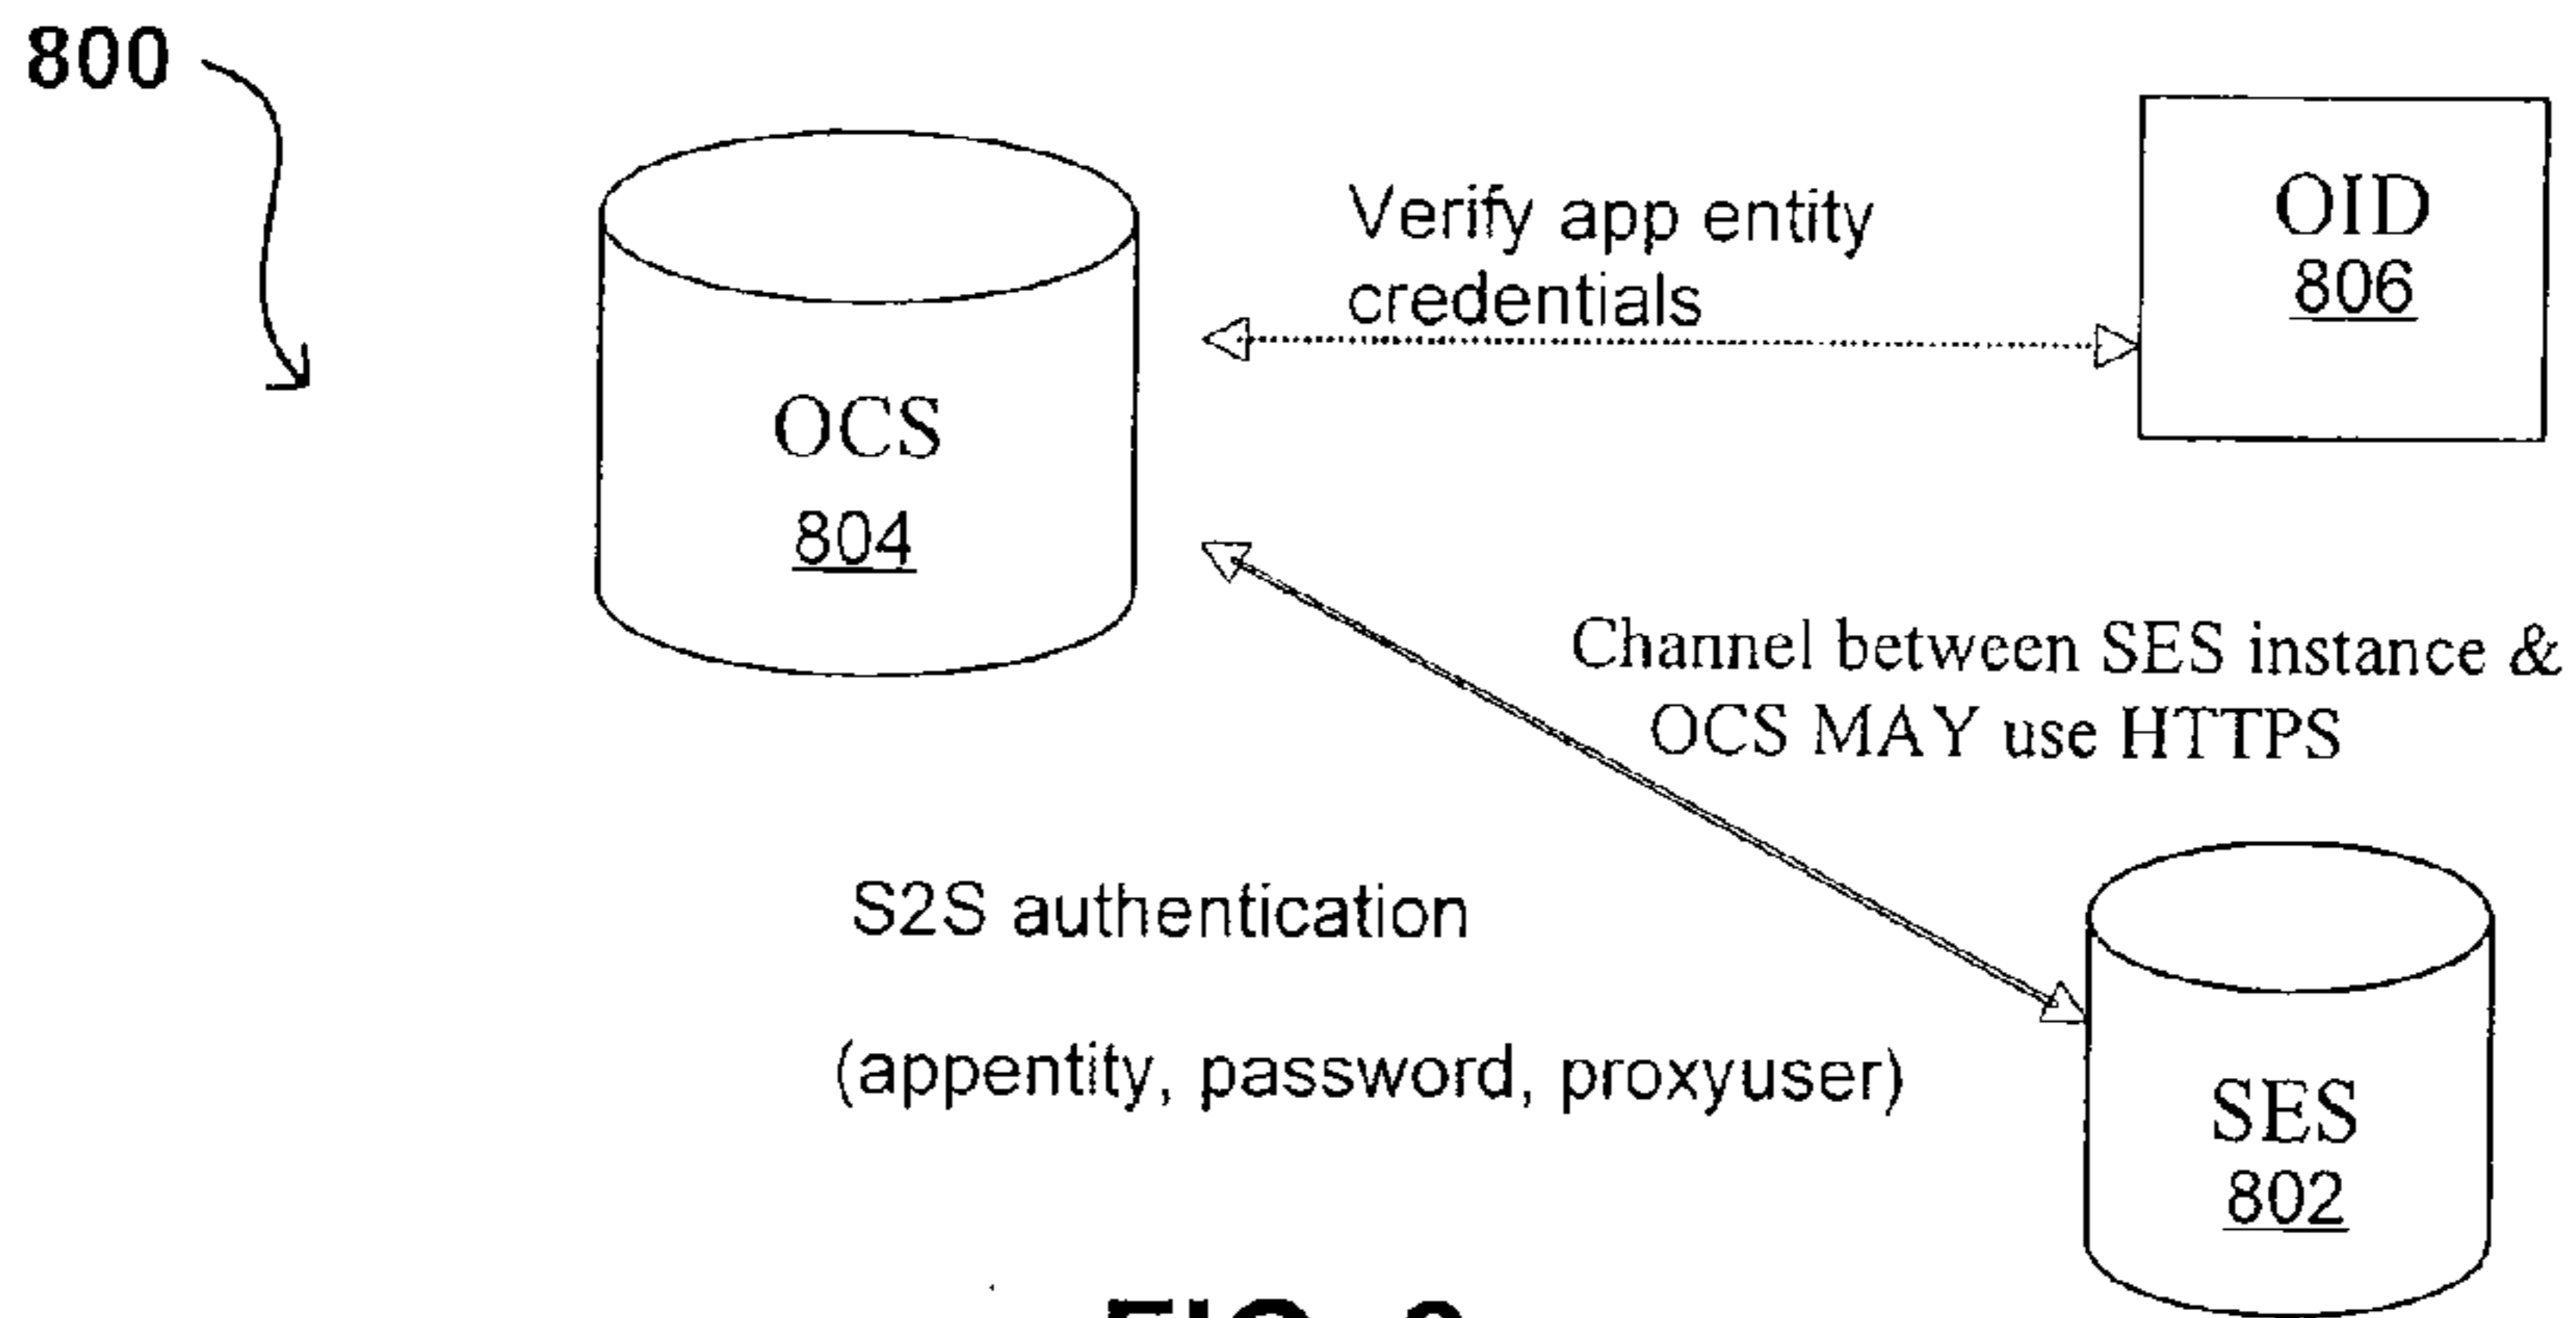 800
OID
806
Verify app entity
credentials
OCS
804
Channel between SES instance &
OCS MAY use HTTPS
S2S authentication
(appentity, password, proxyuser)
SES
802
FIG.